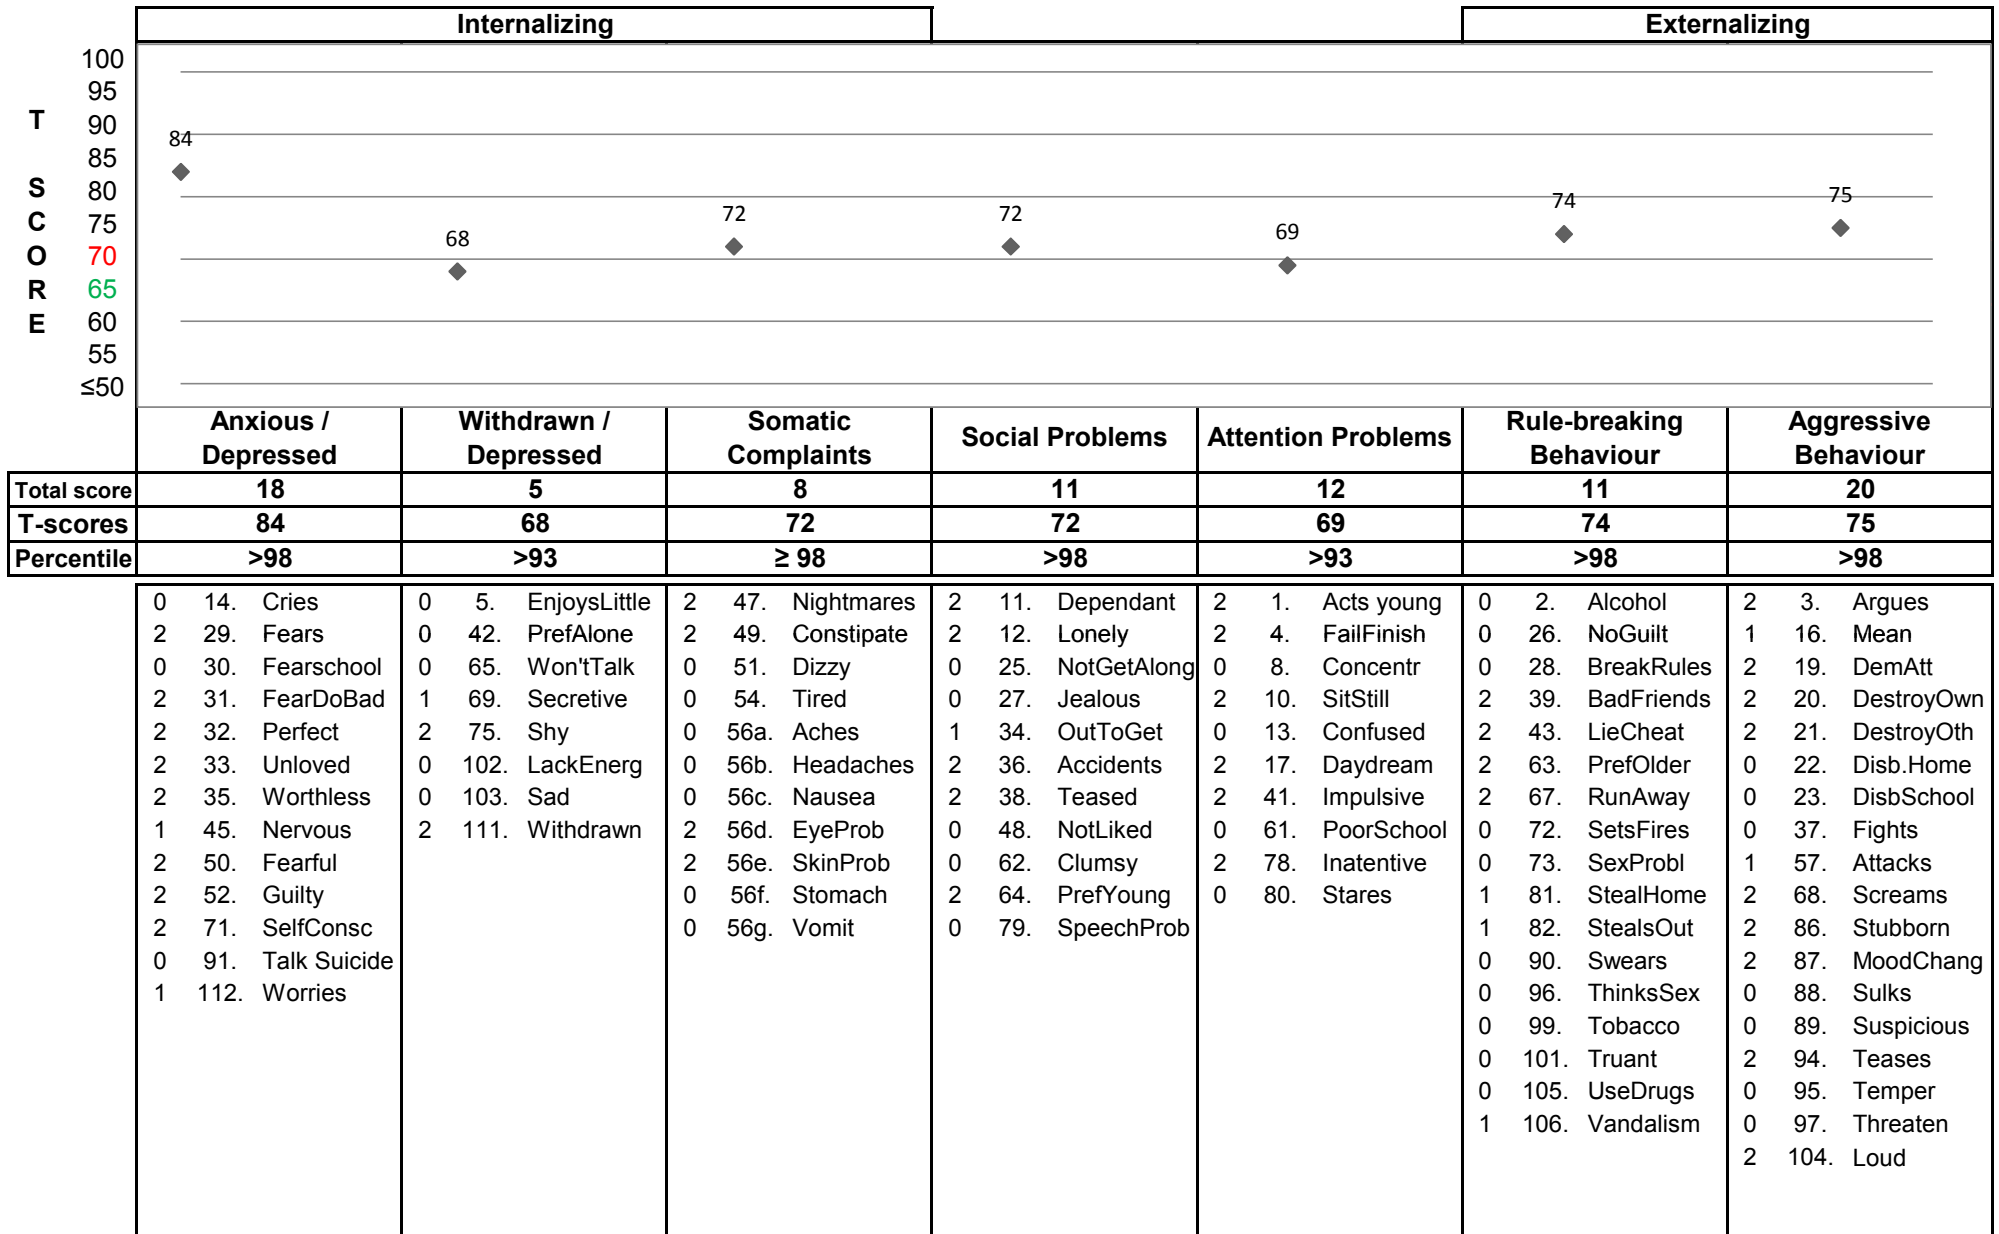 Internalizing Externalizing
T SCORE
100
95
90
85
80
75
70
65
60
55
≤50
84 68 72 72 69 74 75
Anxious / Depressed Withdrawn / Depressed Somatic Complaints Social Problems Attention Problems Rule-breaking Behaviour Aggressive Behaviour
Total score 18 5 8 11 12 11 20
T-scores 84 68 72 72 69 74 75
Percentile >98 >93 ≥ 98 >98 >93 >98 >98
0 14. Cries 0 5. EnjoysLittle 2 47. Nightmares 2 11. Dependant 2 1. Acts young 0 2. Alcohol 2 3. Argues
2 29. Fears 0 42. PrefAlone 2 49. Constipate 2 12. Lonely 2 4. FailFinish 0 26. NoGuilt 1 16. Mean
0 30. Fearschool 0 65. Won'tTalk 0 51. Dizzy 0 25. NotGetAlong 0 8. Concentr 0 28. BreakRules 2 19. DemAtt
2 31. FearDoBad 1 69. Secretive 0 54. Tired 0 27. Jealous 2 10. SitStill 2 39. BadFriends 2 20. DestroyOwn
2 32. Perfect 2 75. Shy 0 56a. Aches 1 34. OutToGet 0 13. Confused 2 43. LieCheat 2 21. DestroyOth
2 33. Unloved 0 102. LackEnerg 0 56b. Headaches 2 36. Accidents 2 17. Daydream 2 63. PrefOlder 0 22. Disb.Home
2 35. Worthless 0 103. Sad 0 56c. Nausea 2 38. Teased 2 41. Impulsive 2 67. RunAway 0 23. DisbSchool
1 45. Nervous 2 111. Withdrawn 2 56d. EyeProb 0 48. NotLiked 0 61. PoorSchool 0 72. SetsFires 0 37. Fights
2 50. Fearful 2 56e. SkinProb 0 62. Clumsy 2 78. Inatentive 0 73. SexProbl 1 57. Attacks
2 52. Guilty 0 56f. Stomach 2 64. PrefYoung 0 80. Stares 1 81. StealHome 2 68. Screams
2 71. SelfConsc 0 56g. Vomit 0 79. SpeechProb 1 82. StealsOut 2 86. Stubborn
0 91. Talk Suicide 0 90. Swears 2 87. MoodChang
1 112. Worries 0 96. ThinksSex 0 88. Sulks
0 99. Tobacco 0 89. Suspicious
0 101. Truant 2 94. Teases
0 105. UseDrugs 0 95. Temper
1 106. Vandalism 0 97. Threaten
2 104. Loud